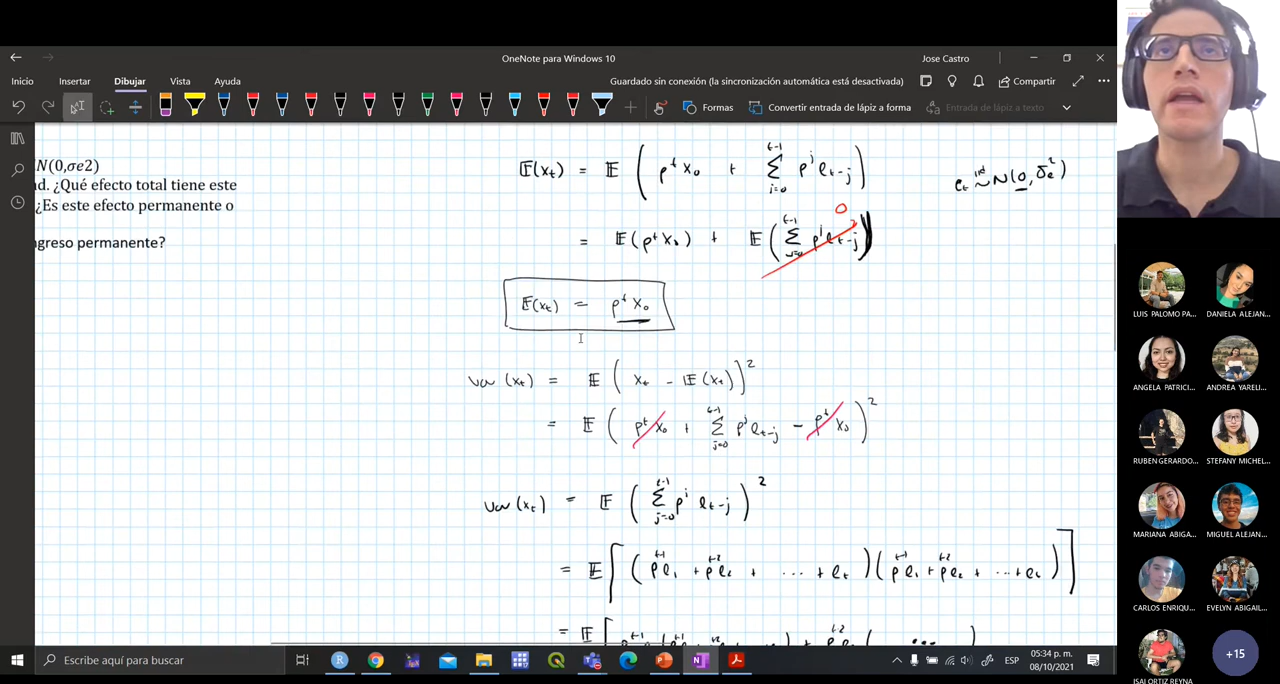 OneNote para Windows 10
Jose Castro
Inicio Insertar Dibujar Vista Ayuda
Guardado sin conexión (la sincronización automática está desactivada)
Compartir
Formas
Convertir entrada de lápiz a forma
Entrada de lápiz a texto
N(0,σe2)
ad. ¿Qué efecto total tiene este
¿Es este efecto permanente o
ngreso permanente?
𝔼(x_t) = 𝔼 ( ρ^t x_0 + Σ_{j=0}^{t-1} ρ^j e_{t-j} )
e_t ~^{iid} N(0, σ_e^2)
= 𝔼(ρ^t x_0) + 𝔼 ( Σ_{j=0}^{t-1} ρ^j e_{t-j} ) 0
𝔼(x_t) = ρ^t x_0
var (x_t) = 𝔼 ( x_t - 𝔼(x_t) )^2
= 𝔼 ( ρ^t x_0 + Σ_{j=0}^{t-1} ρ^j e_{t-j} - ρ^t x_0 )^2
var (x_t) = 𝔼 ( Σ_{j=0}^{t-1} ρ^j e_{t-j} )^2
= 𝔼 [ ( ρ^{t-1} e_1 + ρ^{t-2} e_2 + ... + e_t ) ( ρ^{t-1} e_1 + ρ^{t-2} e_2 + ... + e_t ) ]
= 𝔼
LUIS PALOMO PA...
DANIELA ALEJAN...
ANGELA PATRICI...
ANDREA YARELI...
RUBEN GERARDO...
STEFANY MICHEL...
MARIANA ABIGA...
MIGUEL ALEJAN...
CARLOS ENRIQU...
EVELYN ABIGAIL...
ISAI ORTIZ REYNA
+15
Escribe aquí para buscar
ESP
05:34 p. m.
08/10/2021